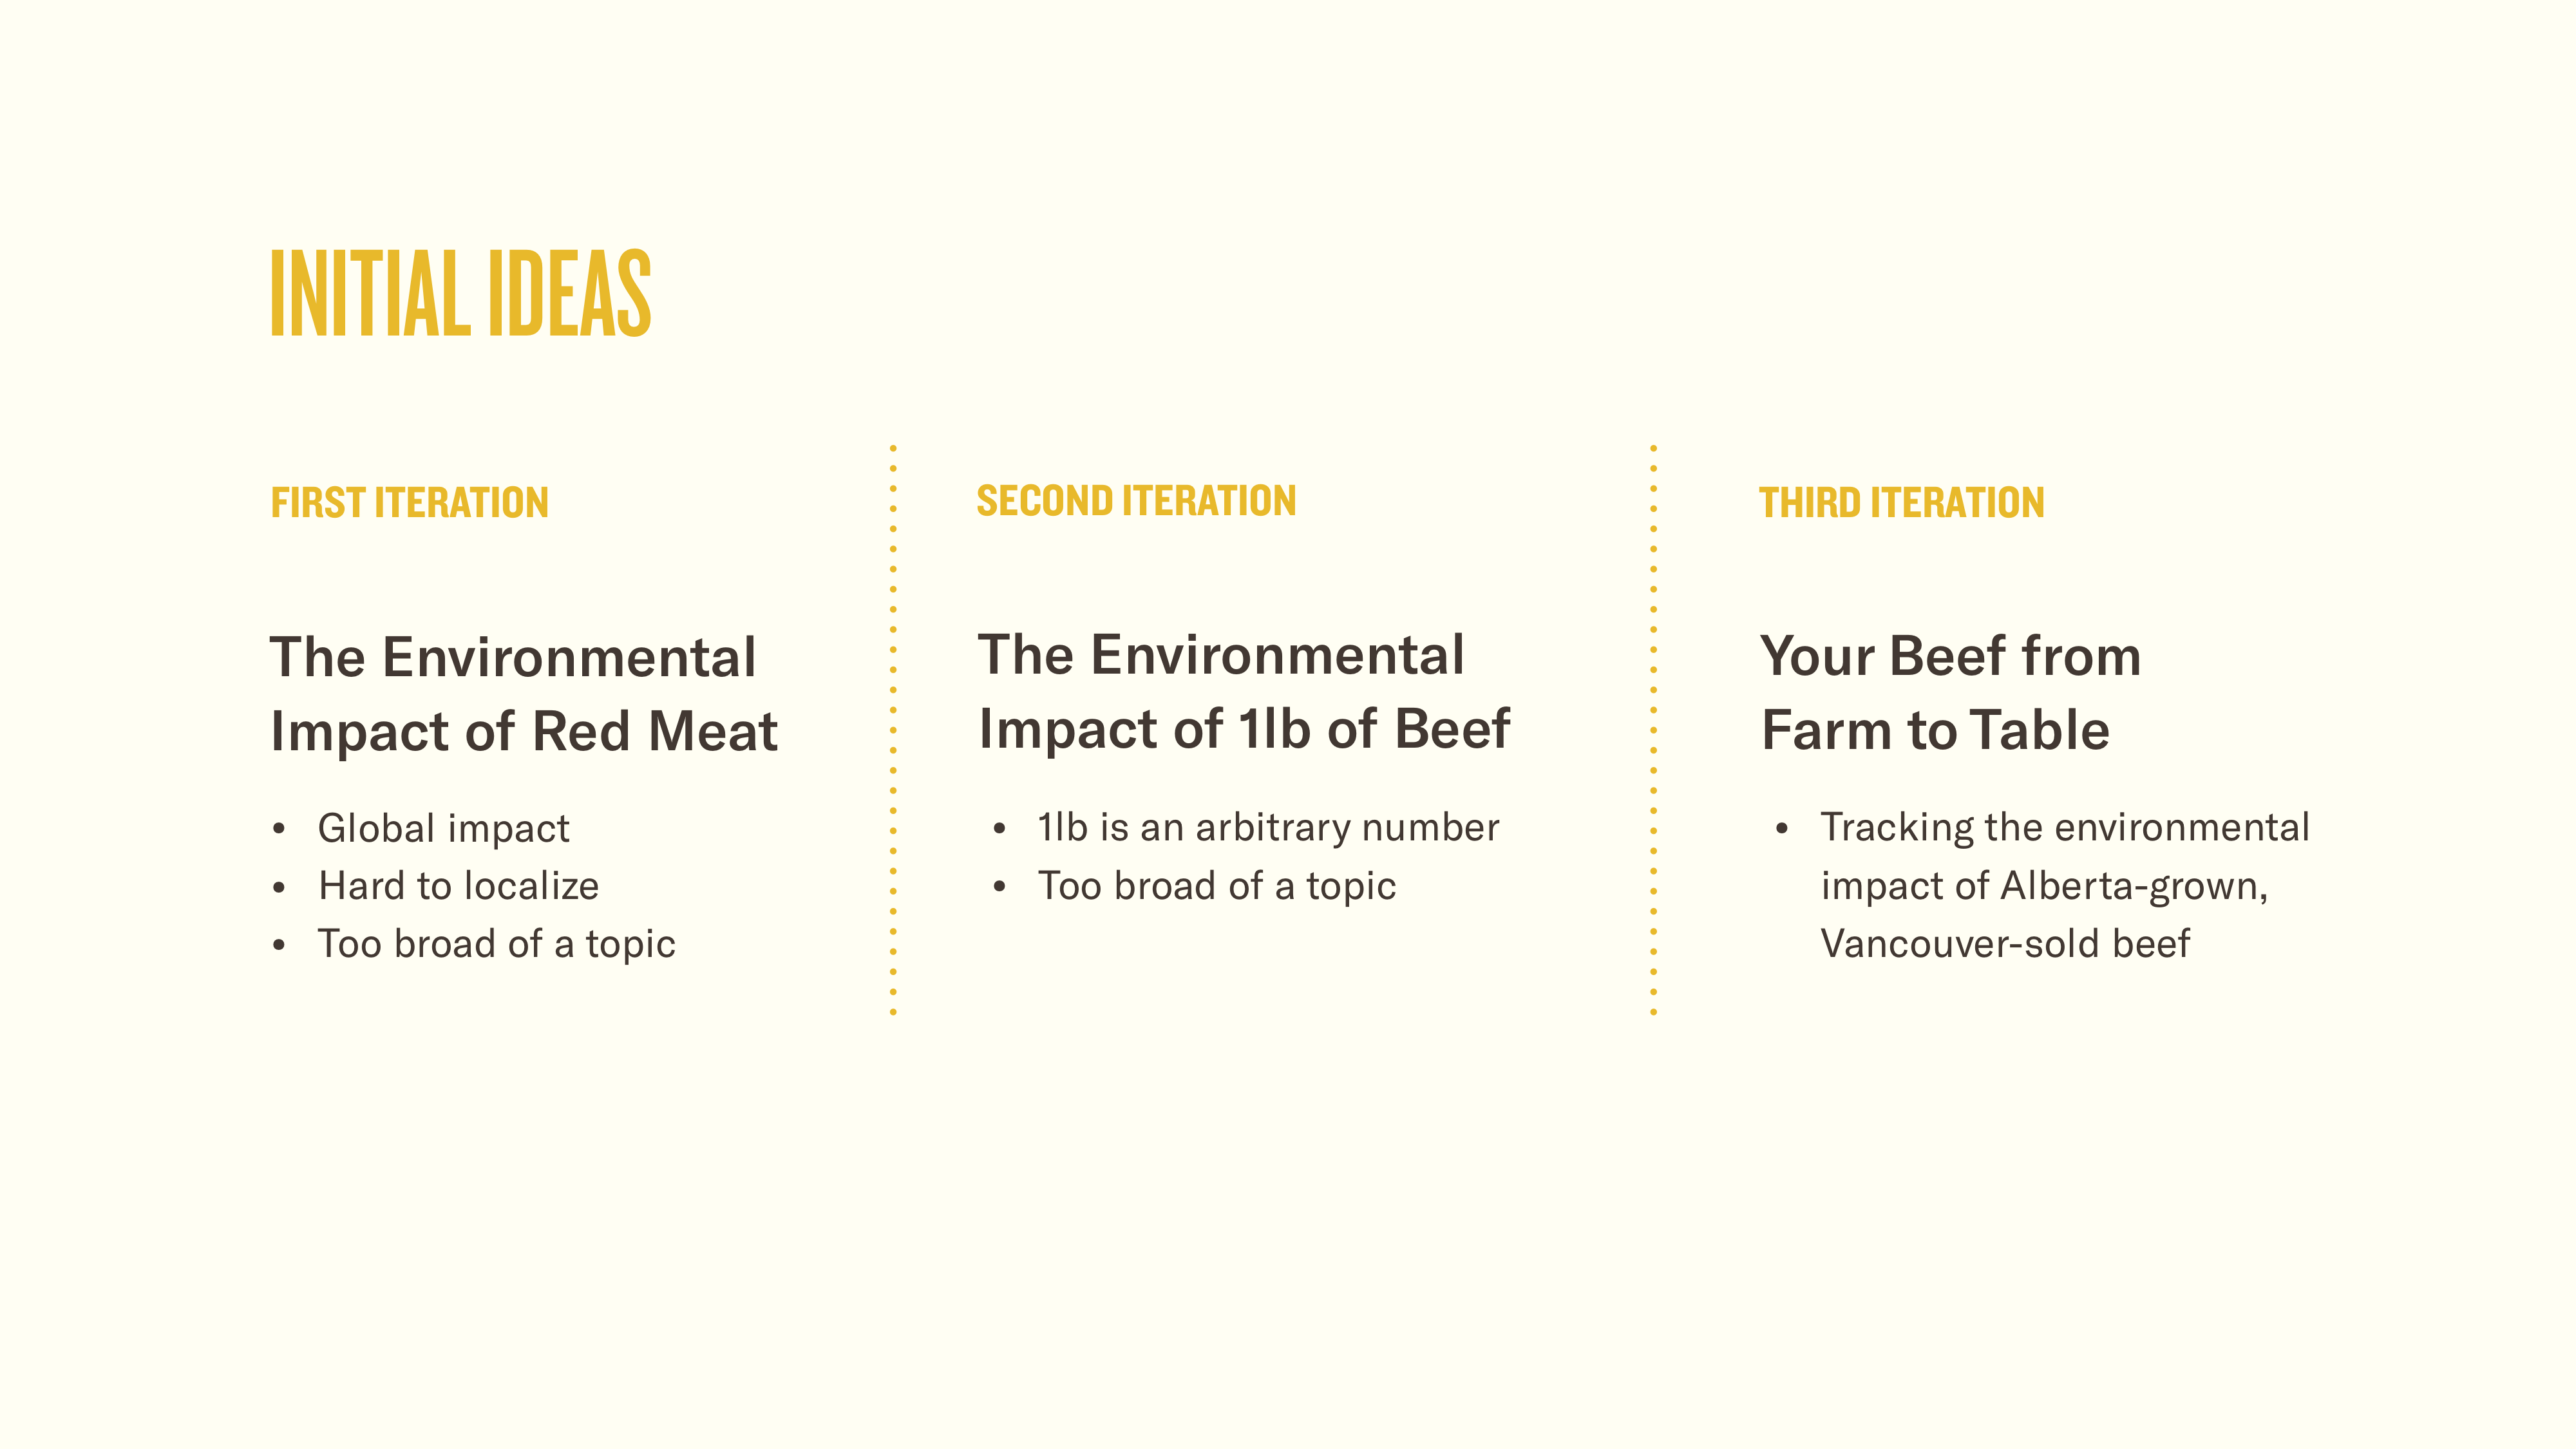 INITIAL IDEAS
FIRST ITERATION
The Environmental
Impact of Red Meat
• Global impact
• Hard to localize
• Too broad of a topic
SECOND ITERATION
The Environmental
Impact of 1lb of Beef
• 1lb is an arbitrary number
• Too broad of a topic
THIRD ITERATION
Your Beef from
Farm to Table
• Tracking the environmental
impact of Alberta-grown,
Vancouver-sold beef